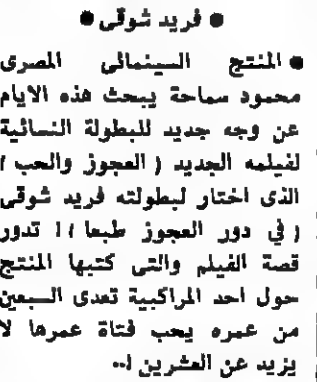 ● فريد شوقى ●
● المنتج السينمائى المصرى
محمود سماحة يبحث هذه الايام
عن وجه جديد للبطولة النسائية
لفيلمه الجديد ( العجوز والحب )
الذى اختار لبطولته فريد شوقى
( في دور العجوز طبعا ) ! تدور
قصة الفيلم والتى كتبها المنتج
حول احد المراكبية تعدى السبعين
من عمره يحب فتاة عمرها لا
يزيد عن العشرين !..